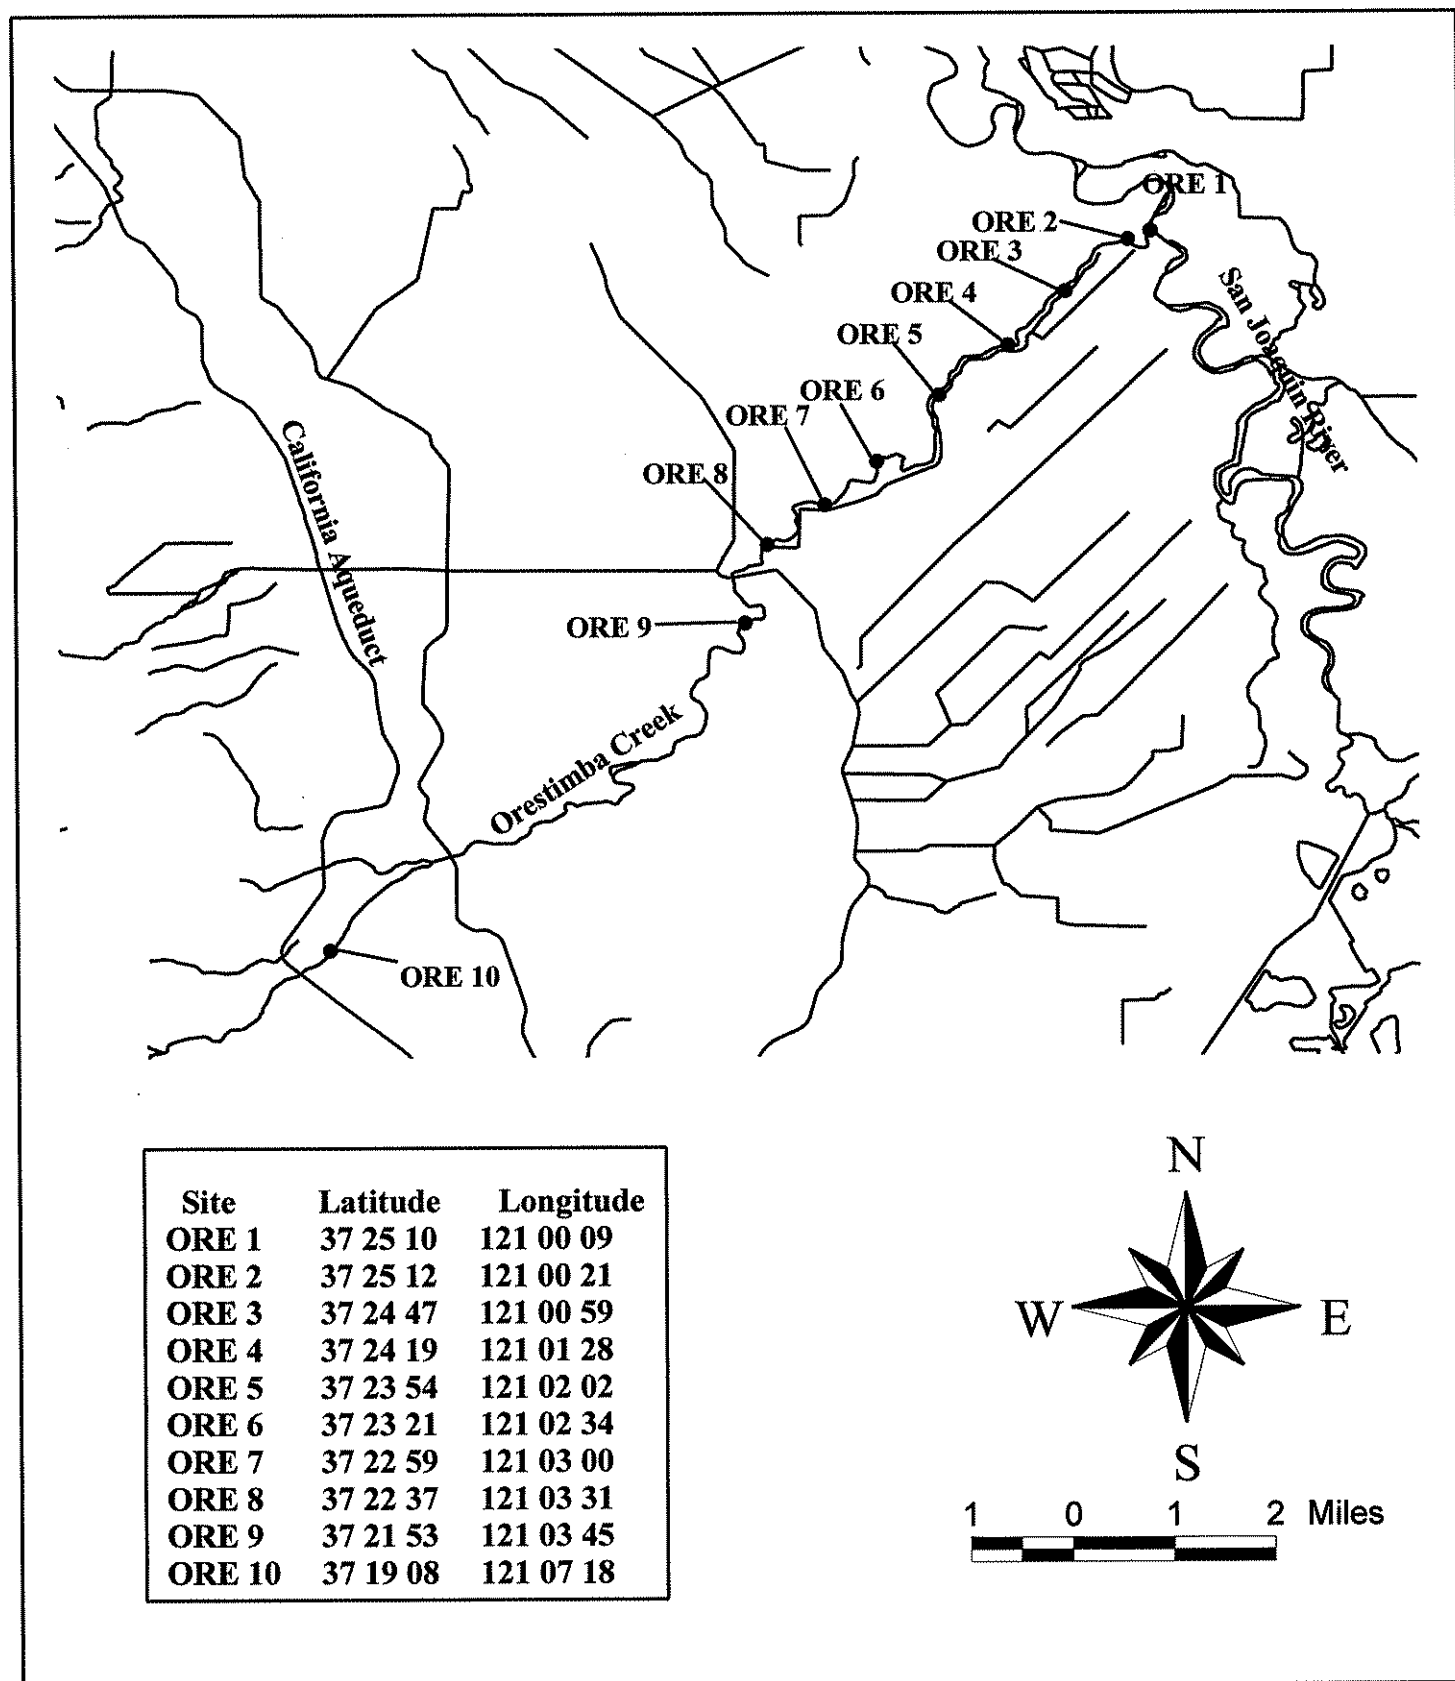 ORE 1
ORE 2
ORE 3
ORE 4
ORE 5
ORE 6
ORE 7
ORE 8
ORE 9
ORE 10
San Joaquin River
California Aqueduct
Orestimba Creek
Site Latitude Longitude
ORE 1 37 25 10 121 00 09
ORE 2 37 25 12 121 00 21
ORE 3 37 24 47 121 00 59
ORE 4 37 24 19 121 01 28
ORE 5 37 23 54 121 02 02
ORE 6 37 23 21 121 02 34
ORE 7 37 22 59 121 03 00
ORE 8 37 22 37 121 03 31
ORE 9 37 21 53 121 03 45
ORE 10 37 19 08 121 07 18
N
W E
S
1 0 1 2 Miles